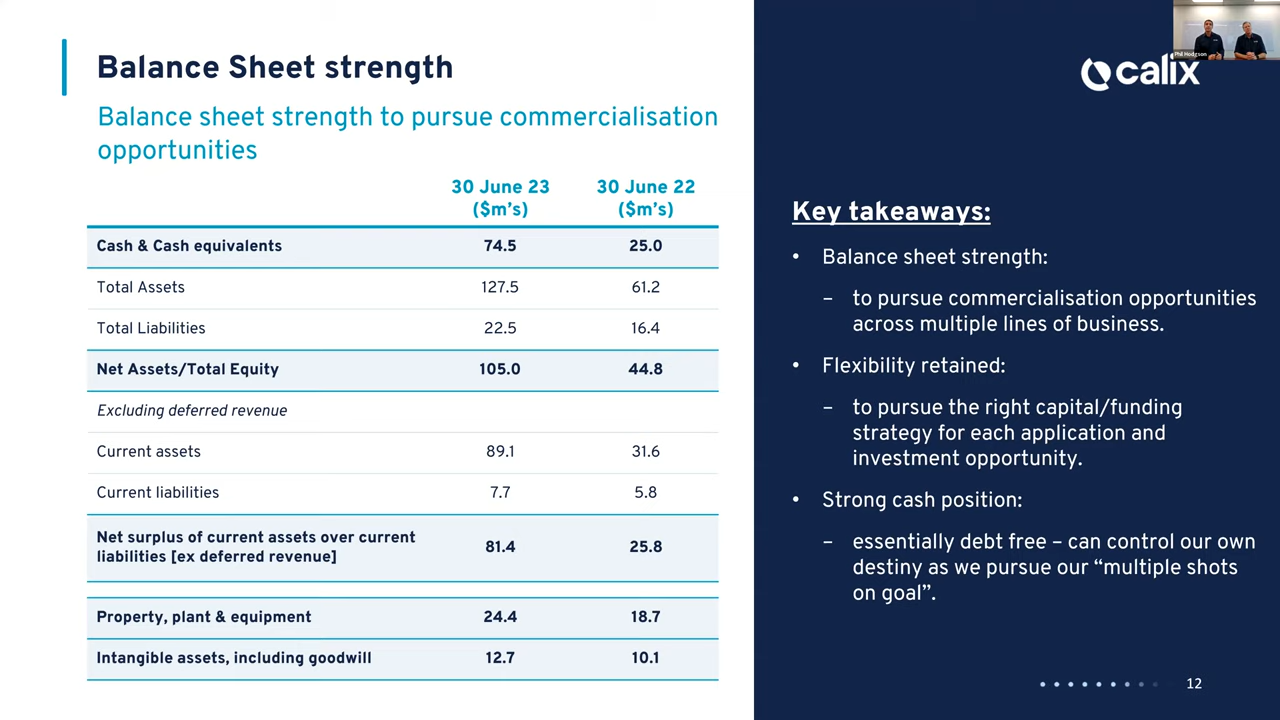 Balance Sheet strength
Balance sheet strength to pursue commercialisation
opportunities
30 June 23 30 June 22
($m's) ($m's)
Cash & Cash equivalents 74.5 25.0
Total Assets 127.5 61.2
Total Liabilities 22.5 16.4
Net Assets/Total Equity 105.0 44.8
Excluding deferred revenue
Current assets 89.1 31.6
Current liabilities 7.7 5.8
Net surplus of current assets over current
liabilities [ex deferred revenue] 81.4 25.8
Property, plant & equipment 24.4 18.7
Intangible assets, including goodwill 12.7 10.1
Phil Hodgson
calix
Key takeaways:
• Balance sheet strength:
– to pursue commercialisation opportunities
across multiple lines of business.
• Flexibility retained:
– to pursue the right capital/funding
strategy for each application and
investment opportunity.
• Strong cash position:
– essentially debt free – can control our own
destiny as we pursue our “multiple shots
on goal”.
12